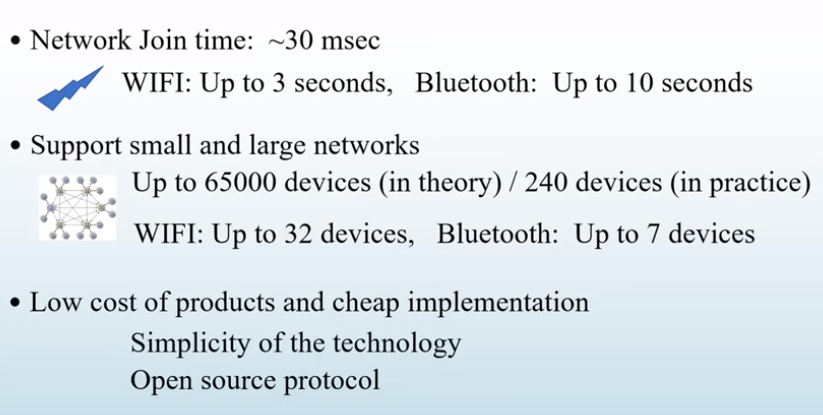 • Network Join time: ~30 msec
WIFI: Up to 3 seconds, Bluetooth: Up to 10 seconds
• Support small and large networks
Up to 65000 devices (in theory) / 240 devices (in practice)
WIFI: Up to 32 devices, Bluetooth: Up to 7 devices
• Low cost of products and cheap implementation
Simplicity of the technology
Open source protocol